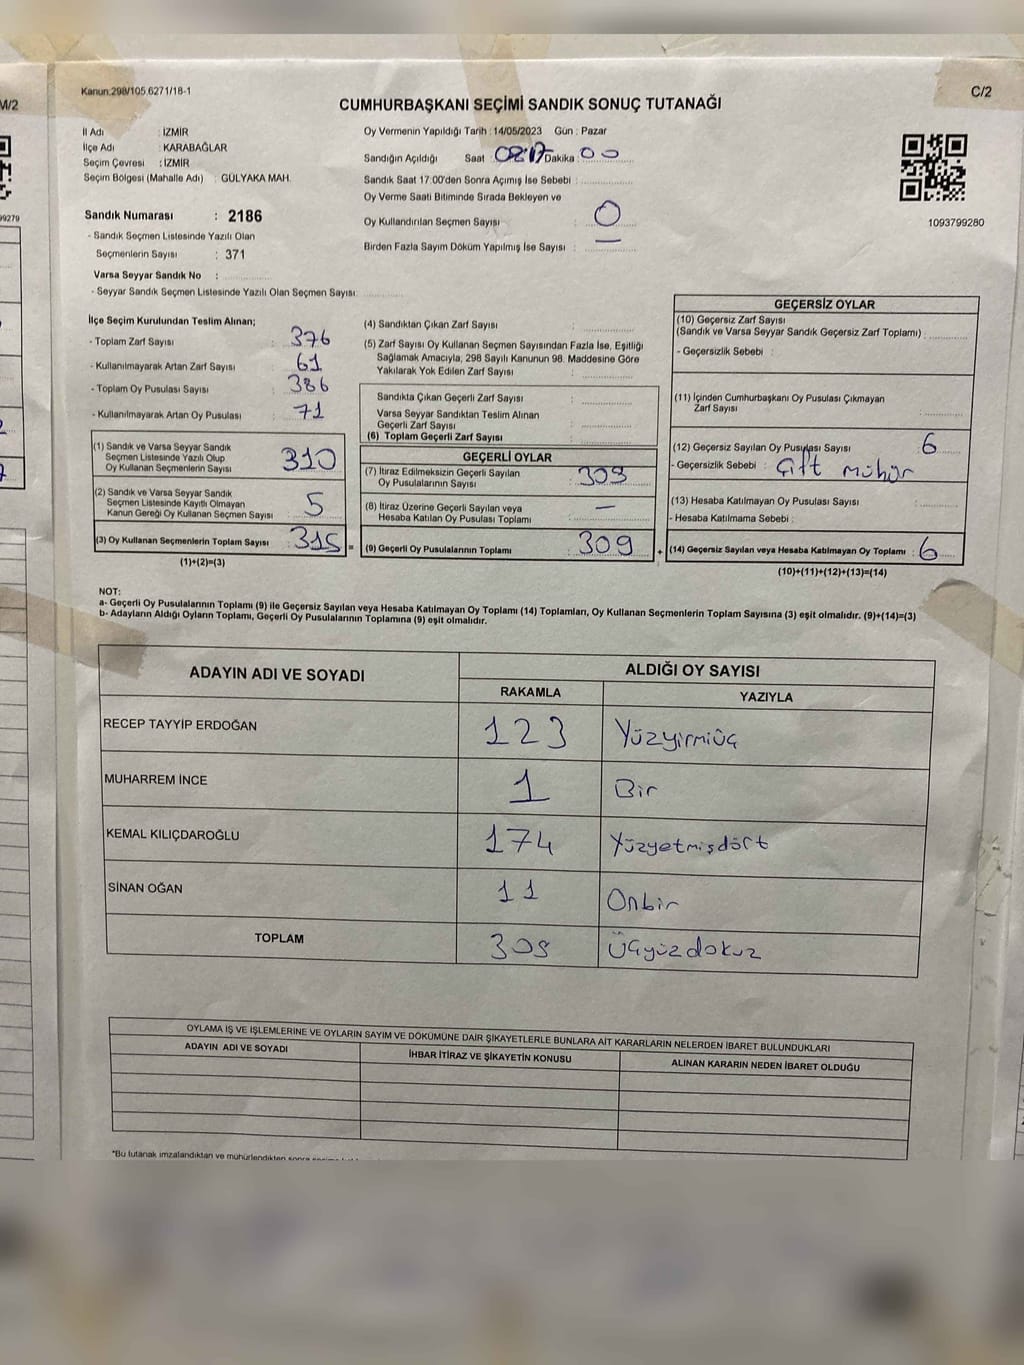 Kanun:298/105.6271/18-1
C/2
M/2
CUMHURBAŞKANI SEÇİMİ SANDIK SONUÇ TUTANAĞI
İl Adı : İZMİR
İlçe Adı : KARABAĞLAR
Seçim Çevresi : İZMİR
Seçim Bölgesi (Mahalle Adı) : GÜLYAKA MAH.
Oy Vermenin Yapıldığı Tarih : 14/05/2023 Gün : Pazar
Sandığın Açıldığı Saat Dakika : 00
Sandık Saat 17:00'den Sonra Açımış İse Sebebi :
Oy Verme Saati Bitiminde Sırada Bekleyen ve
Oy Kullandırılan Seçmen Sayısı : 0
Birden Fazla Sayım Döküm Yapılmış İse Sayısı : —
1093799280
99279
Sandık Numarası : 2186
- Sandık Seçmen Listesinde Yazılı Olan
Seçmenlerin Sayısı : 371
Varsa Seyyar Sandık No :
- Seyyar Sandık Seçmen Listesinde Yazılı Olan Seçmen Sayısı:
İlçe Seçim Kurulundan Teslim Alınan;
- Toplam Zarf Sayısı : 376
- Kullanılmayarak Artan Zarf Sayısı : 61
- Toplam Oy Pusulası Sayısı : 386
- Kullanılmayarak Artan Oy Pusulası : 71
(1) Sandık ve Varsa Seyyar Sandık
Seçmen Listesinde Yazılı Olup
Oy Kullanan Seçmenlerin Sayısı : 310
(2) Sandık ve Varsa Seyyar Sandık
Seçmen Listesinde Kayıtlı Olmayan
Kanun Gereği Oy Kullanan Seçmen Sayısı : 5
(3) Oy Kullanan Seçmenlerin Toplam Sayısı : 315 =
(1)+(2)=(3)
(4) Sandıktan Çıkan Zarf Sayısı :
(5) Zarf Sayısı Oy Kullanan Seçmen Sayısından Fazla İse, Eşitliği
Sağlamak Amacıyla, 298 Sayılı Kanunun 98. Maddesine Göre
Yakılarak Yok Edilen Zarf Sayısı :
Sandıkta Çıkan Geçerli Zarf Sayısı :
Varsa Seyyar Sandıktan Teslim Alınan
Geçerli Zarf Sayısı :
(6) Toplam Geçerli Zarf Sayısı :
GEÇERLİ OYLAR
(7) İtiraz Edilmeksizin Geçerli Sayılan
Oy Pusulalarının Sayısı : 309
(8) İtiraz Üzerine Geçerli Sayılan veya
Hesaba Katılan Oy Pusulası Toplamı : —
(9) Geçerli Oy Pusulalarının Toplamı : 309 +
GEÇERSİZ OYLAR
(10) Geçersiz Zarf Sayısı
(Sandık ve Varsa Seyyar Sandık Geçersiz Zarf Toplamı) :
- Geçersizlik Sebebi :
(11) İçinden Cumhurbaşkanı Oy Pusulası Çıkmayan
Zarf Sayısı :
(12) Geçersiz Sayılan Oy Pusulası Sayısı : 6
- Geçersizlik Sebebi : Çift mühür
(13) Hesaba Katılmayan Oy Pusulası Sayısı :
- Hesaba Katılmama Sebebi :
(14) Geçersiz Sayılan veya Hesaba Katılmayan Oy Toplamı : 6
(10)+(11)+(12)+(13)=(14)
NOT:
a- Geçerli Oy Pusulalarının Toplamı (9) ile Geçersiz Sayılan veya Hesaba Katılmayan Oy Toplamı (14) Toplamları, Oy Kullanan Seçmenlerin Toplam Sayısına (3) eşit olmalıdır. (9)+(14)=(3)
b- Adayların Aldığı Oyların Toplamı, Geçerli Oy Pusulalarının Toplamına (9) eşit olmalıdır.
ADAYIN ADI VE SOYADI
ALDIĞI OY SAYISI
RAKAMLA YAZIYLA
RECEP TAYYİP ERDOĞAN 123 Yüzyirmiüç
MUHARREM İNCE 1 Bir
KEMAL KILIÇDAROĞLU 174 Yüzyetmişdört
SİNAN OĞAN 11 Onbir
TOPLAM 309 Üçyüzdokuz
OYLAMA İŞ VE İŞLEMLERİNE VE OYLARIN SAYIM VE DÖKÜMÜNE DAİR ŞİKAYETLERLE BUNLARA AİT KARARLARIN NELERDEN İBARET BULUNDUKLARI
ADAYIN ADI VE SOYADI İHBAR İTİRAZ VE ŞİKAYETİN KONUSU ALINAN KARARIN NEDEN İBARET OLDUĞU
*Bu tutanak imzalandıktan ve mühürlendikten sonra